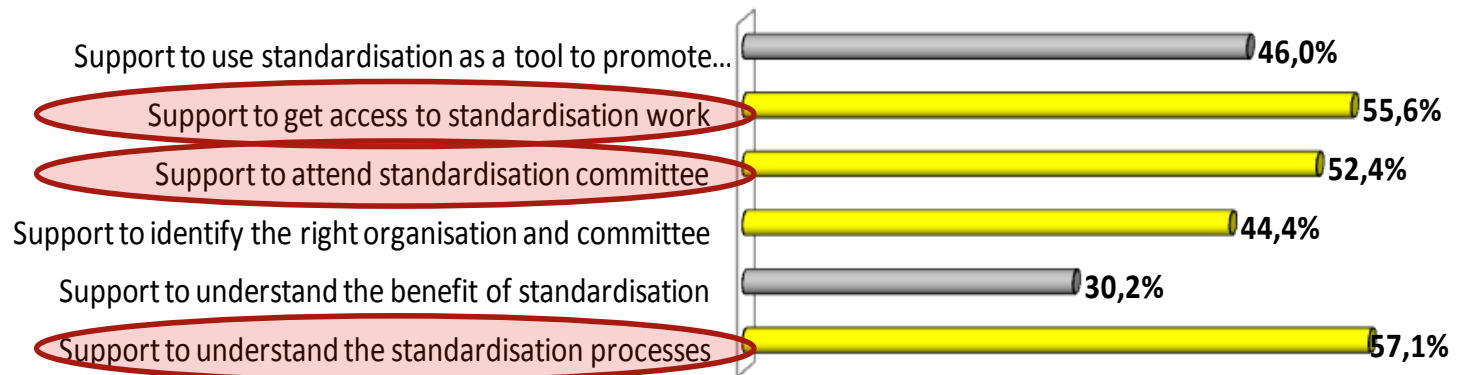 Support to use standardisation as a tool to promote... 46,0%
Support to get access to standardisation work 55,6%
Support to attend standardisation committee 52,4%
Support to identify the right organisation and committee 44,4%
Support to understand the benefit of standardisation 30,2%
Support to understand the standardisation processes 57,1%